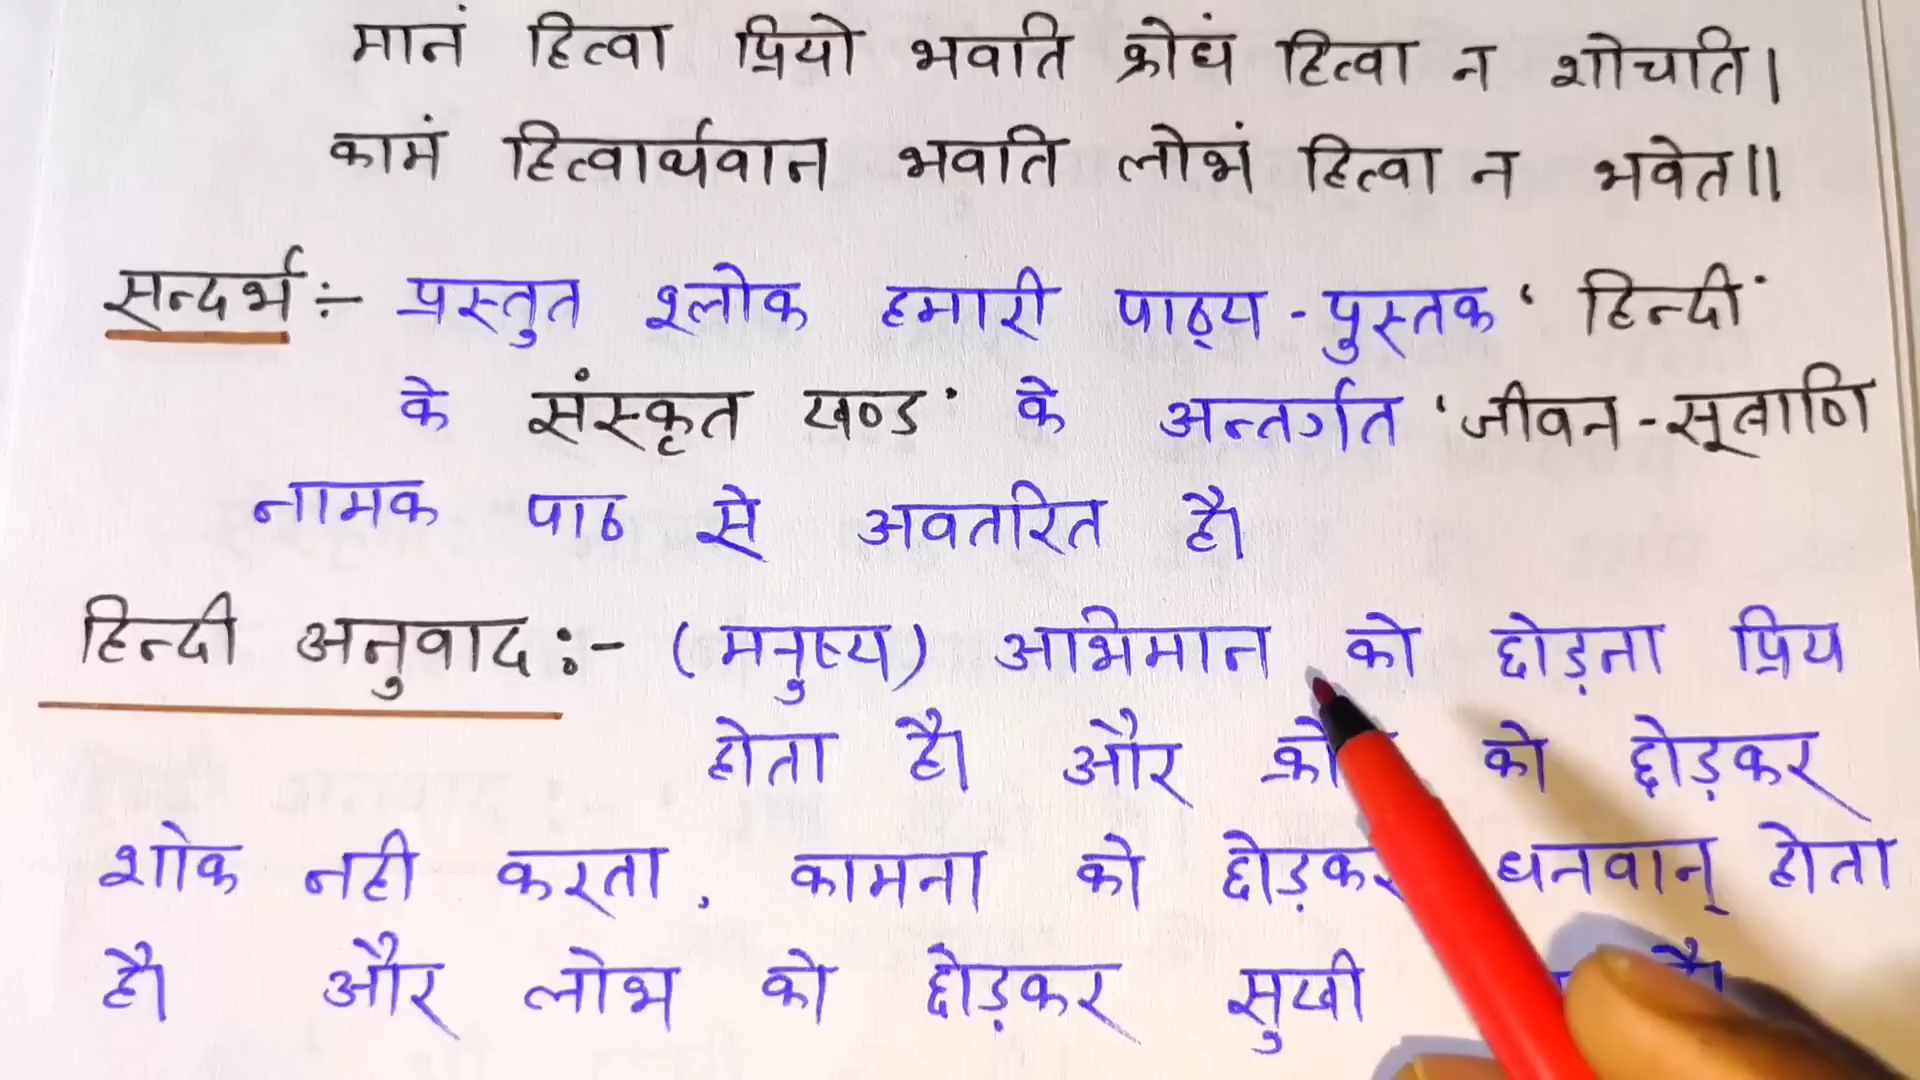 मानं हित्वा प्रियो भवति क्रोधं हित्वा न शोचति।
कामं हित्वार्थवान भवति लोभं हित्वा न भवेत॥
सन्दर्भ:- प्रस्तुत श्लोक हमारी पाठ्य-पुस्तक 'हिन्दी'
के संस्कृत खण्ड' के अन्तर्गत 'जीवन-सूत्राणि
नामक पाठ से अवतरित है।
हिन्दी अनुवाद:- (मनुष्य) अभिमान को छोड़ना प्रिय
होता है। और को छोड़कर
शोक नही करता, कामना को छोड़कर धनवान् होता
है। और लोभ को छोड़कर सुखी